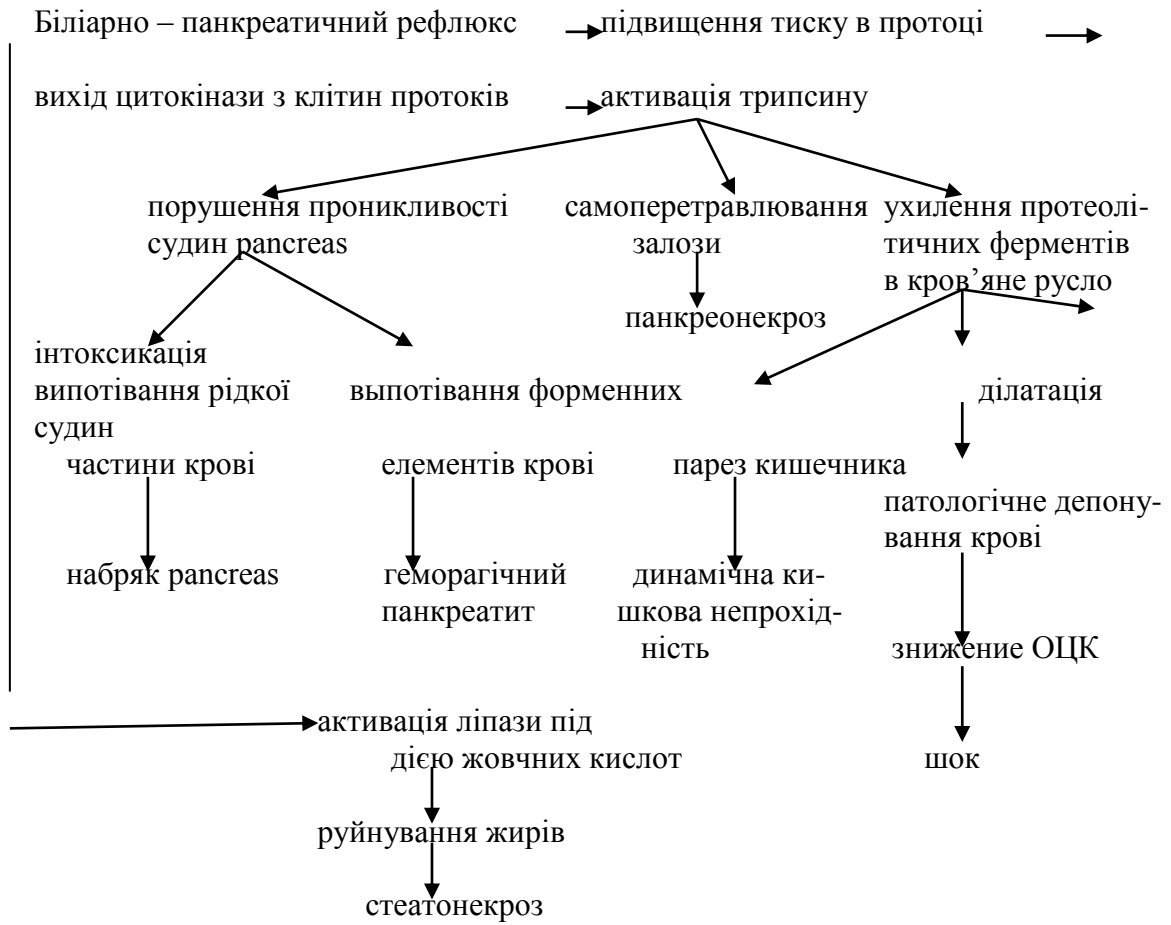 Біліарно – панкреатичний рефлюкс підвищення тиску в протоці
вихід цитокінази з клітин протоків активація трипсину
порушення проникливості самоперетравлювання ухилення протеолі-
судин pancreas залози тичних ферментів
в кров’яне русло
панкреонекроз
інтоксикація
випотівання рідкої выпотівання форменних ділатація
судин
частини крові елементів крові парез кишечника
патологічне депону-
вання крові
набряк pancreas геморагічний динамічна ки-
панкреатит шкова непрохід-
ність знижение ОЦК
активація ліпази під
дією жовчних кислот шок
руйнування жирів
стеатонекроз